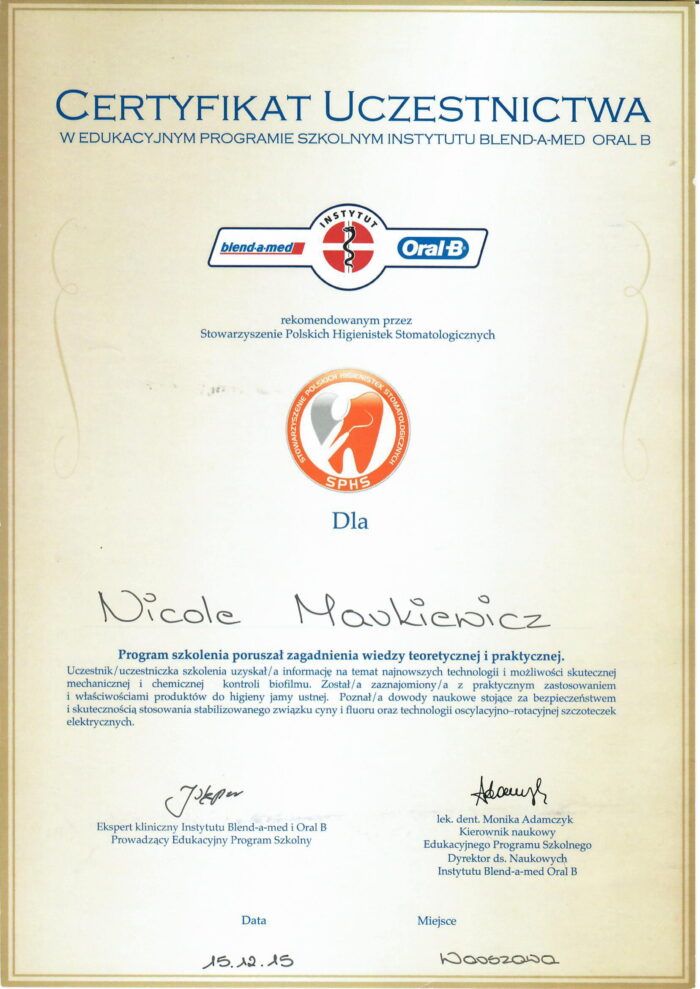 CERTYFIKAT UCZESTNICTWA
W EDUKACYJNYM PROGRAMIE SZKOLNYM INSTYTUTU BLEND-A-MED ORAL B
INSTYTUT
blend-a-med
Oral-B
rekomendowanym przez
Stowarzyszenie Polskich Higienistek Stomatologicznych
STOWARZYSZENIE POLSKICH HIGIENISTEK STOMATOLOGICZNYCH
SPHS
Dla
Nicole Mavkiewicz
Program szkolenia poruszał zagadnienia wiedzy teoretycznej i praktycznej.
Uczestnik/uczestniczka szkolenia uzyskał/a informację na temat najnowszych technologii i możliwości skutecznej
mechanicznej i chemicznej kontroli biofilmu. Został/a zaznajomiony/a z praktycznym zastosowaniem
i właściwościami produktów do higieny jamy ustnej. Poznał/a dowody naukowe stojące za bezpieczeństwem
i skutecznością stosowania stabilizowanego związku cyny i fluoru oraz technologii oscylacyjno–rotacyjnej szczoteczek
elektrycznych.
Ekspert kliniczny Instytutu Blend-a-med i Oral B
Prowadzący Edukacyjny Program Szkolny
lek. dent. Monika Adamczyk
Kierownik naukowy
Edukacyjnego Programu Szkolnego
Dyrektor ds. Naukowych
Instytutu Blend-a-med Oral B
Data
Miejsce
15.12.15
Warszawa